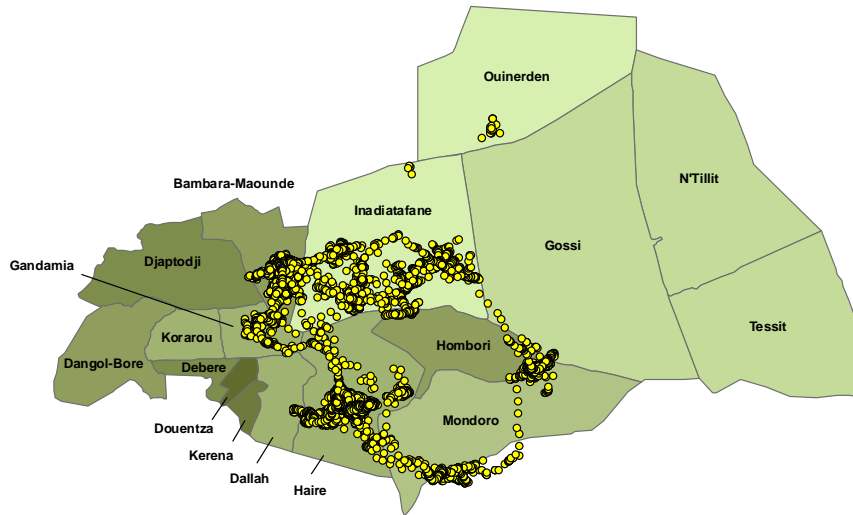 Ouinerden
Bambara-Maounde
N'Tillit
Inadiatafane
Gossi
Djaptodji
Gandamia
Korarou
Tessit
Dangol-Bore
Debere
Hombori
Mondoro
Douentza
Kerena
Dallah
Haire